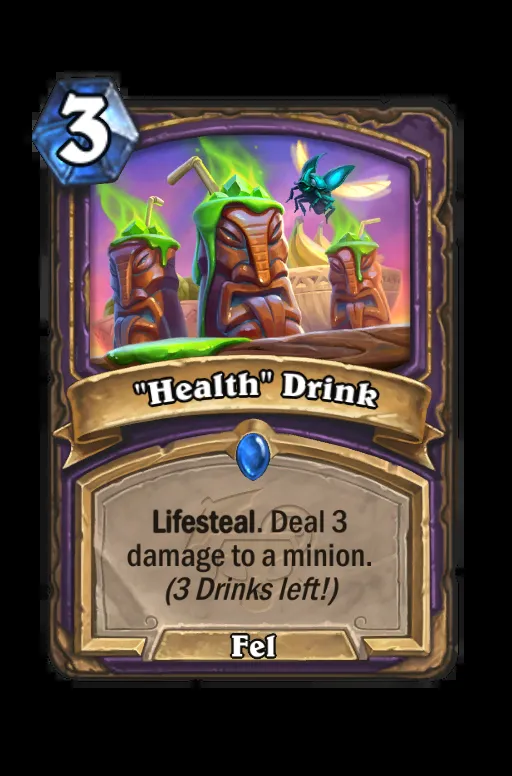 3
"Health" Drink
Lifesteal. Deal 3
damage to a minion.
(3 Drinks left!)
Fel